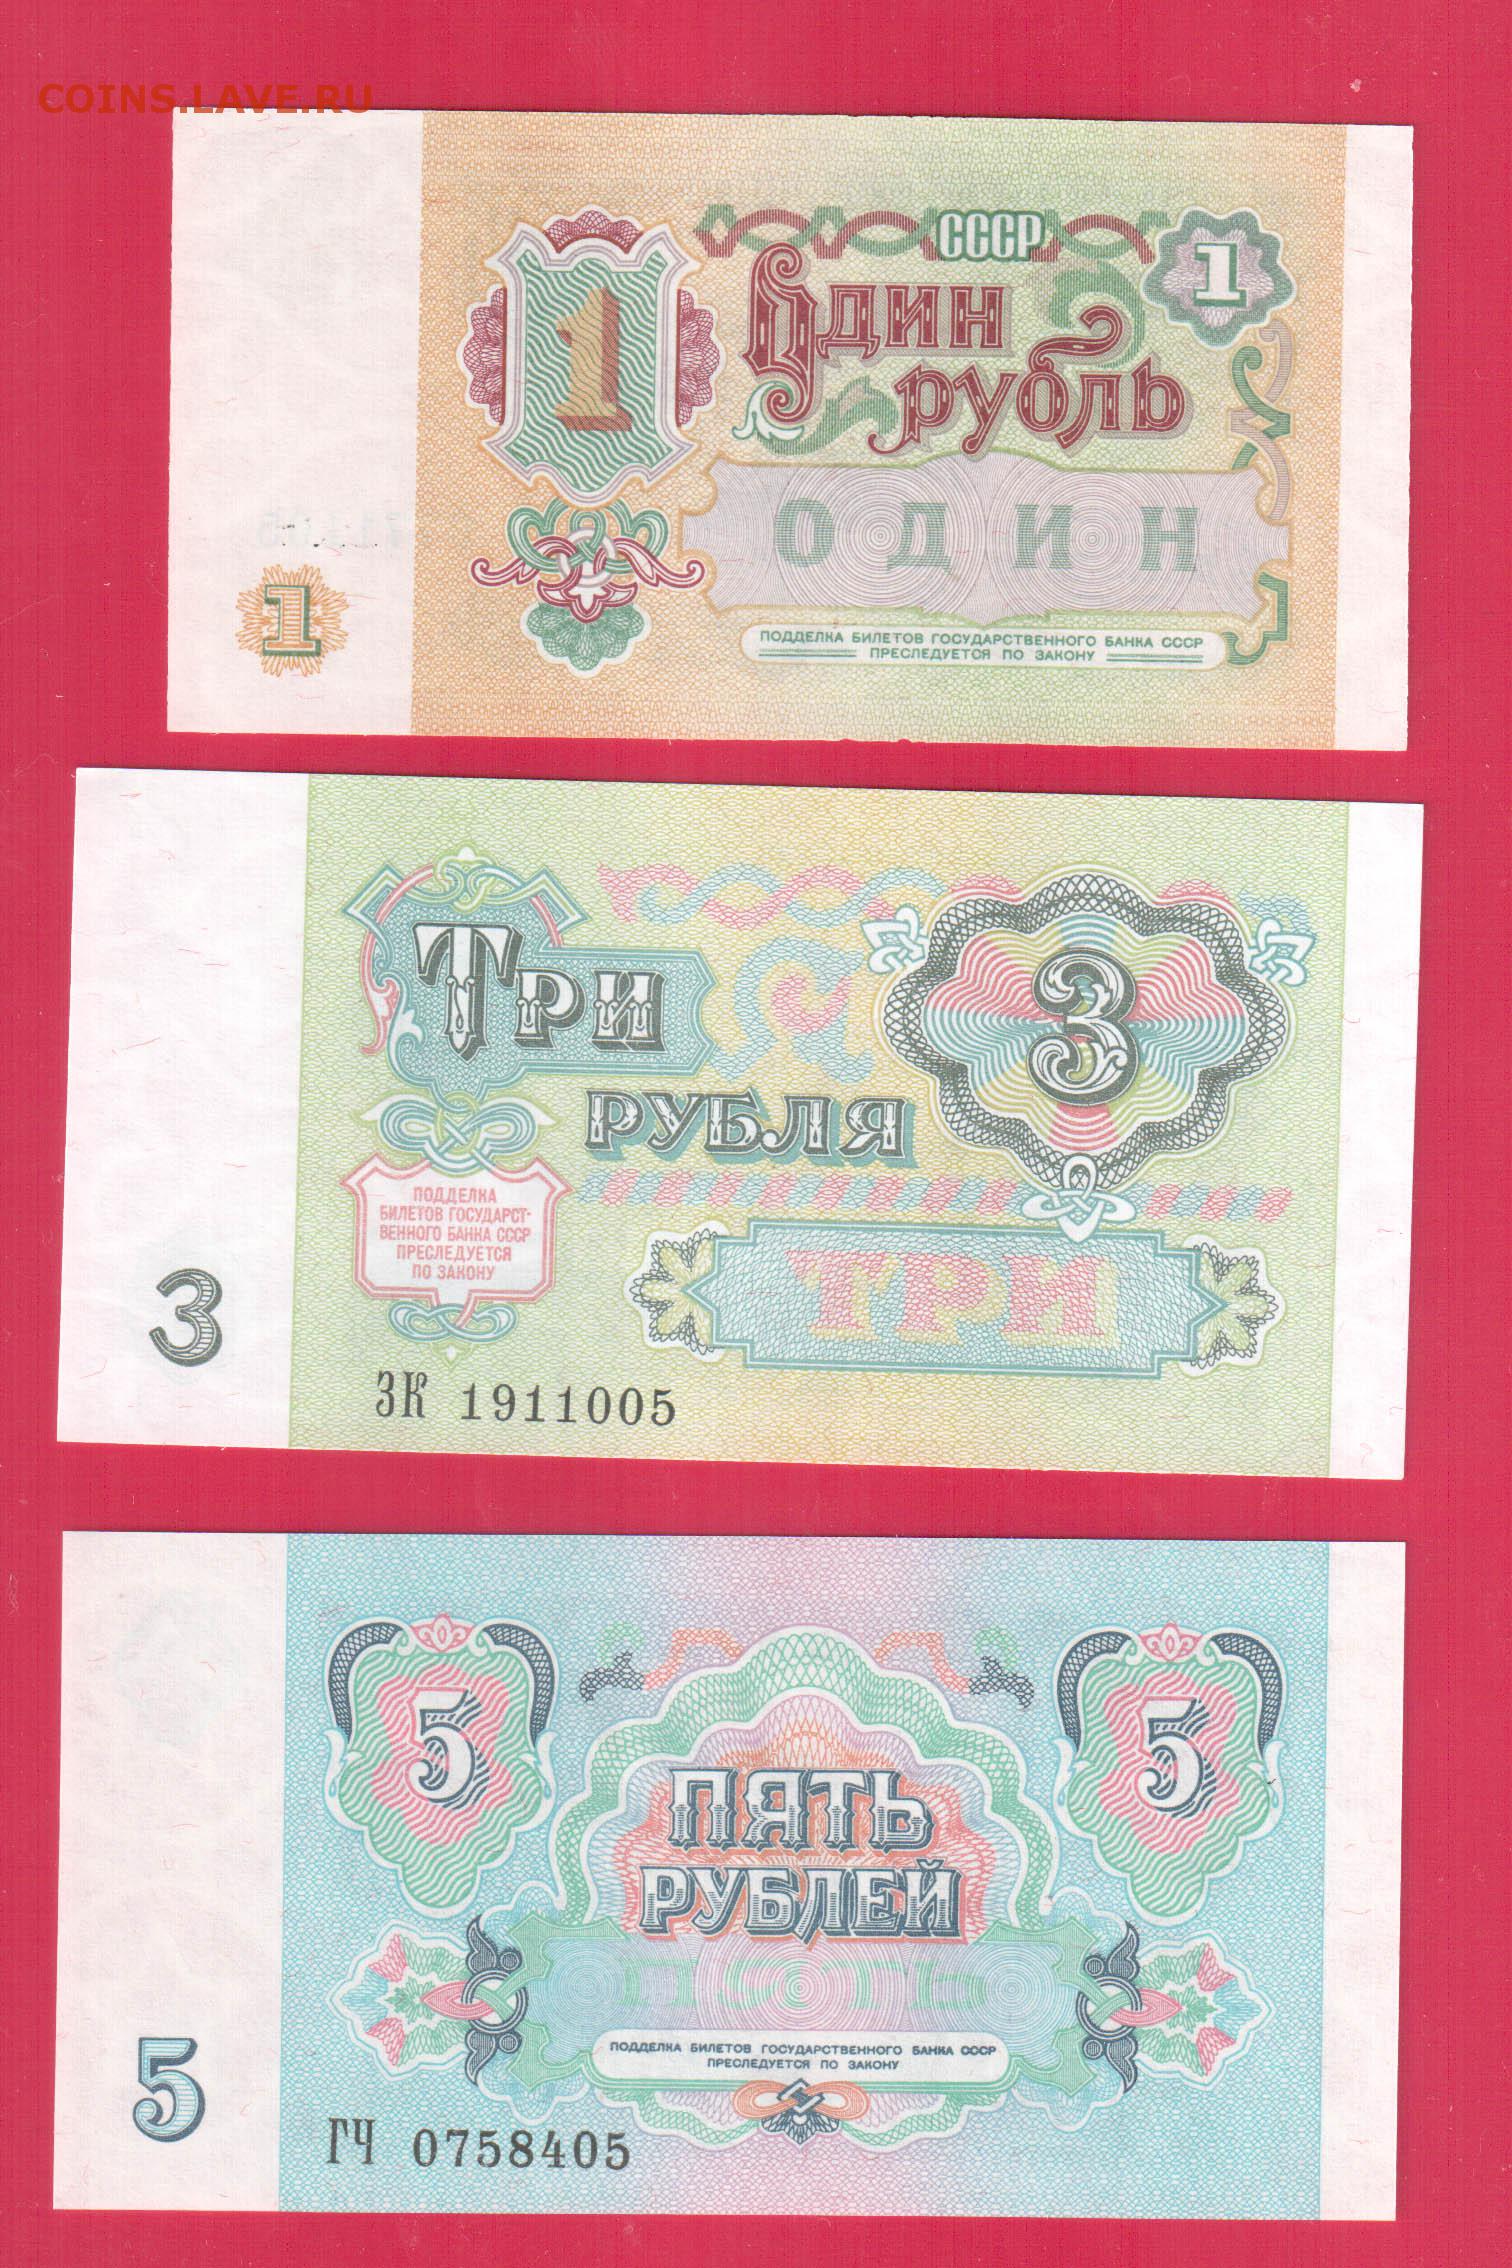 COINS.LAVE.RU
СССР
1
1
Один
рубль
ОДИН
ПОДДЕЛКА БИЛЕТОВ ГОСУДАРСТВЕННОГО БАНКА СССР
ПРЕСЛЕДУЕТСЯ ПО ЗАКОНУ
1
Три
3
РУБЛЯ
ПОДДЕЛКА
БИЛЕТОВ ГОСУДАРСТ-
ВЕННОГО БАНКА СССР
ПРЕСЛЕДУЕТСЯ
ПО ЗАКОНУ
ТРИ
3
ЗК 1911005
5
5
ПЯТЬ
РУБЛЕЙ
ПЯТЬ
ПОДДЕЛКА БИЛЕТОВ ГОСУДАРСТВЕННОГО БАНКА СССР
ПРЕСЛЕДУЕТСЯ ПО ЗАКОНУ
5
ГЧ 0758405